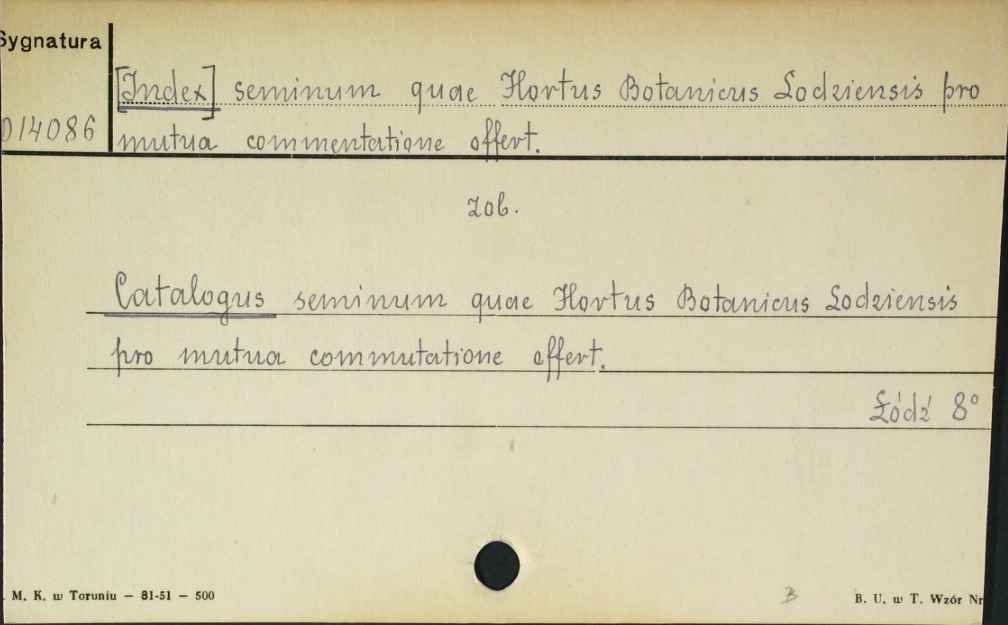 Sygnatura
[Index] seminum quae Hortus Botanicus Lodziensis pro
014086 mutua commentatione offert.
zob.
Catalogus seminum quae Hortus Botanicus Lodziensis
pro mutua commutatione offert.
Łódź 8°
M. K. w Toruniu — 81-51 — 500
B
B. U. w T. Wzór Nr